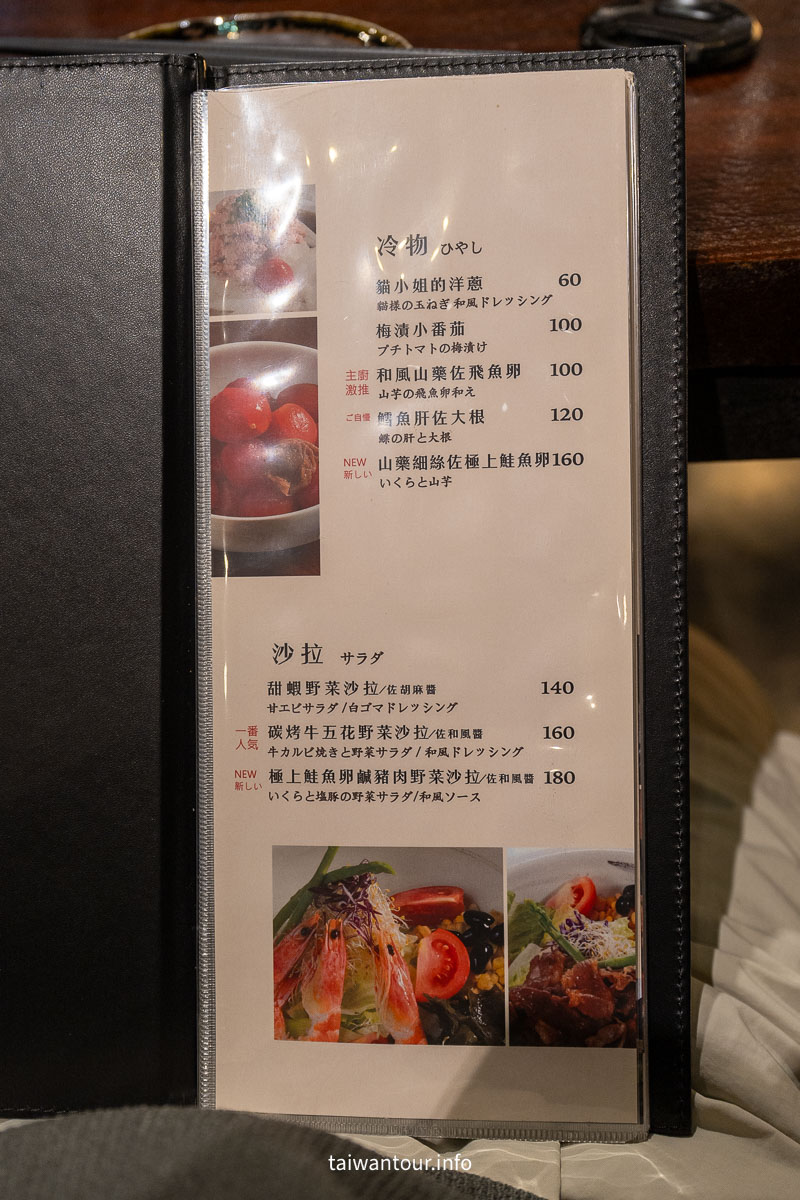 冷物 ひやし
貓小姐的洋蔥 60
貓様の玉ねぎ 和風ドレッシング
梅漬小番茄 100
プチトマトの梅漬け
主廚激推 和風山藥佐飛魚卵 100
山芋の飛魚卵和え
ご自慢 鱈魚肝佐大根 120
鰈の肝と大根
NEW 新しい 山藥細絲佐極上鮭魚卵 160
いくらと山芋
沙拉 サラダ
甜蝦野菜沙拉/佐胡麻醬 140
甘エビサラダ/白ゴマドレッシング
一番人気 碳烤牛五花野菜沙拉/佐和風醬 160
牛カルビ焼きと野菜サラダ / 和風ドレッシング
NEW 新しい 極上鮭魚卵鹹豬肉野菜沙拉/佐和風醬 180
いくらと塩豚の野菜サラダ/和風ソース
taiwantour.info